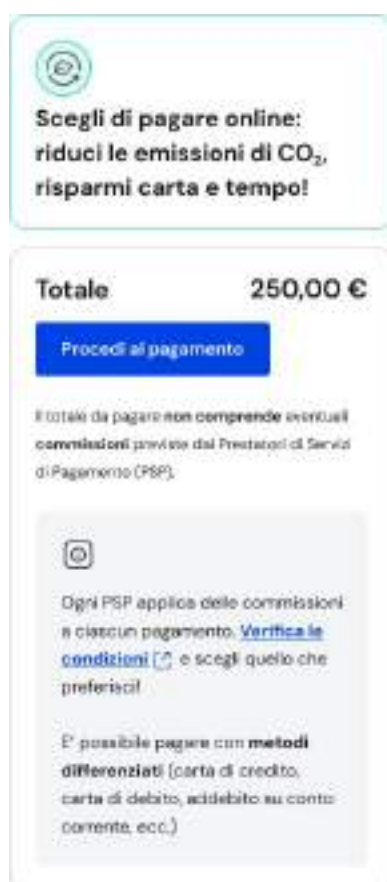 Scegli di pagare online:
riduci le emissioni di CO₂,
risparmi carta e tempo!
Totale 250,00 €
Procedi al pagamento
Il totale da pagare non comprende eventuali
commissioni previste dai Prestatori di Servizi
di Pagamento (PSP).
Ogni PSP applica delle commissioni
a ciascun pagamento. Verifica le
condizioni e scegli quello che
preferisci!
E' possibile pagare con metodi
differenziati (carta di credito,
carta di debito, addebito su conto
corrente, ecc.)